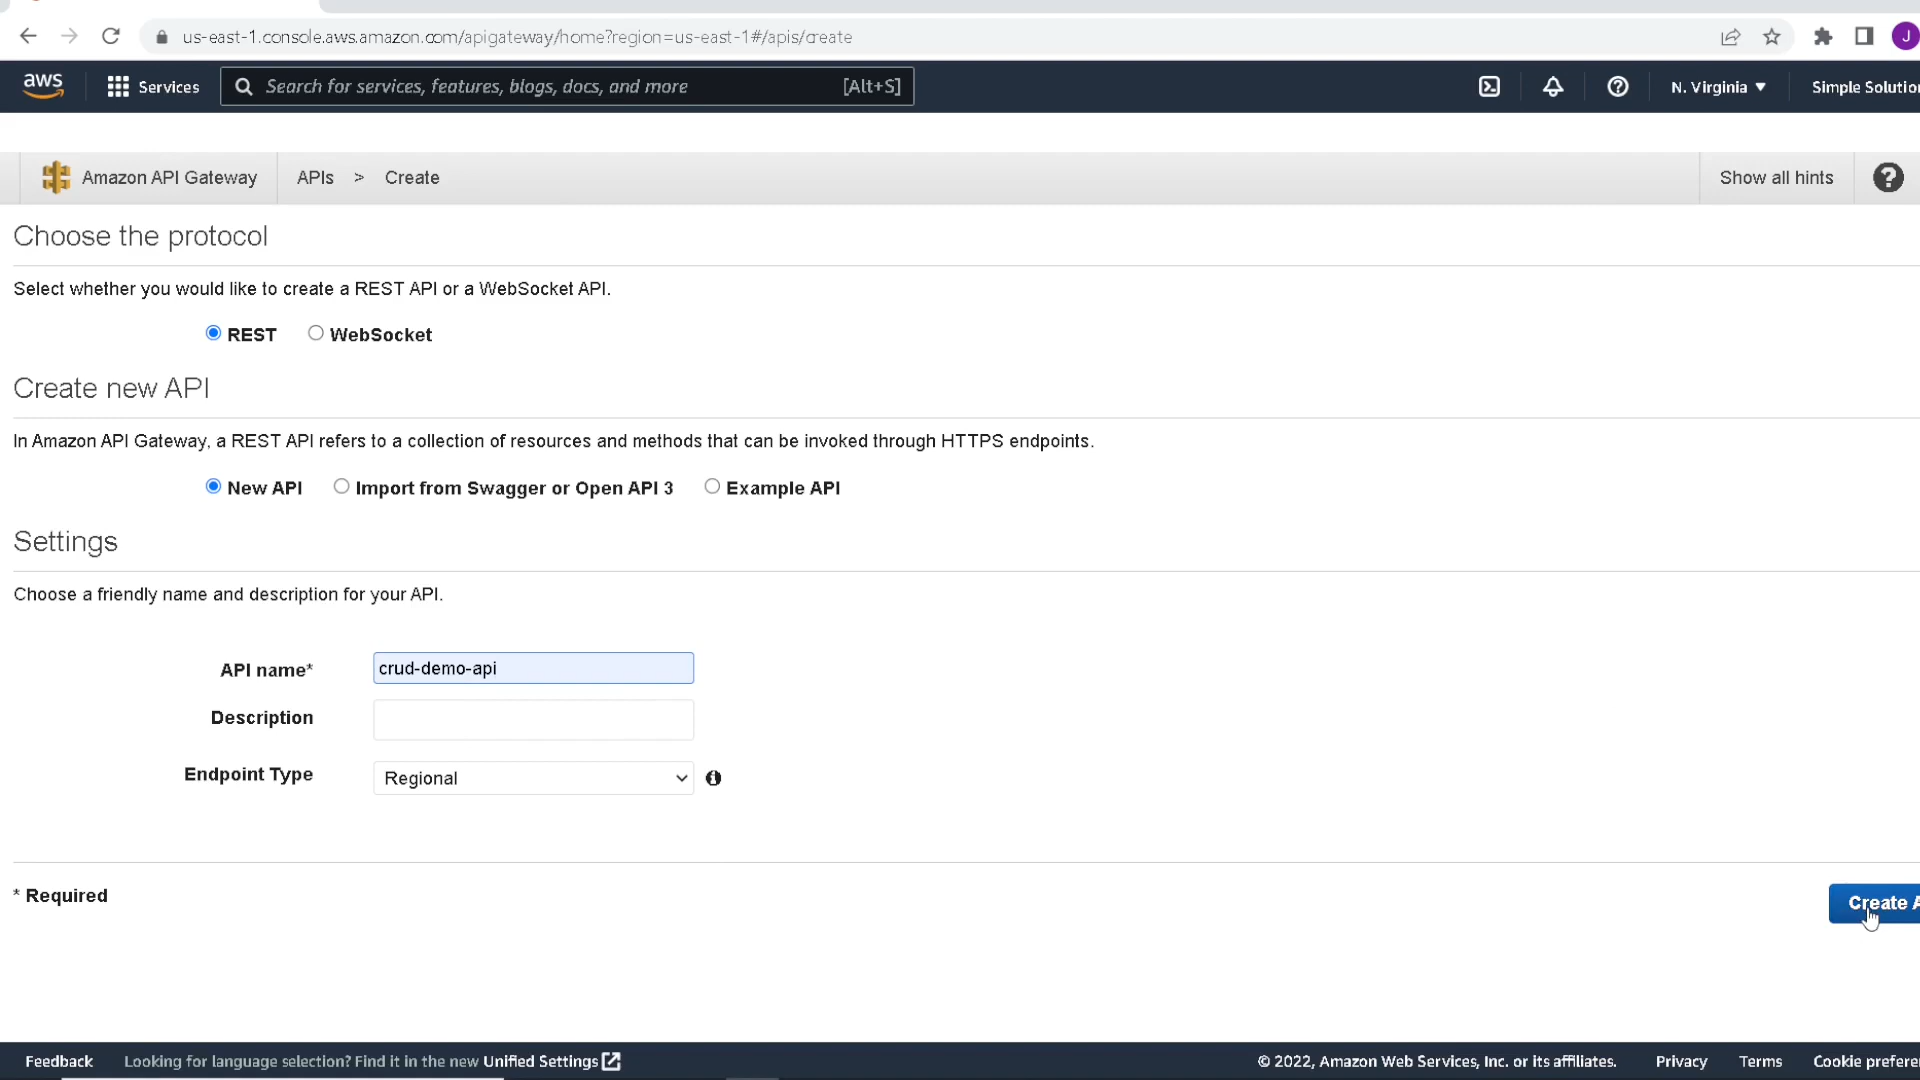 us-east-1.console.aws.amazon.com/apigateway/home?region=us-east-1#/apis/create
J
aws
Services
Search for services, features, blogs, docs, and more
[Alt+S]
N. Virginia
Simple Solutio
Amazon API Gateway
APIs > Create
Show all hints
Choose the protocol
Select whether you would like to create a REST API or a WebSocket API.
REST
WebSocket
Create new API
In Amazon API Gateway, a REST API refers to a collection of resources and methods that can be invoked through HTTPS endpoints.
New API
Import from Swagger or Open API 3
Example API
Settings
Choose a friendly name and description for your API.
API name*
crud-demo-api
Description
Endpoint Type
Regional
* Required
Create A
Feedback
Looking for language selection? Find it in the new Unified Settings
© 2022, Amazon Web Services, Inc. or its affiliates.
Privacy
Terms
Cookie prefere